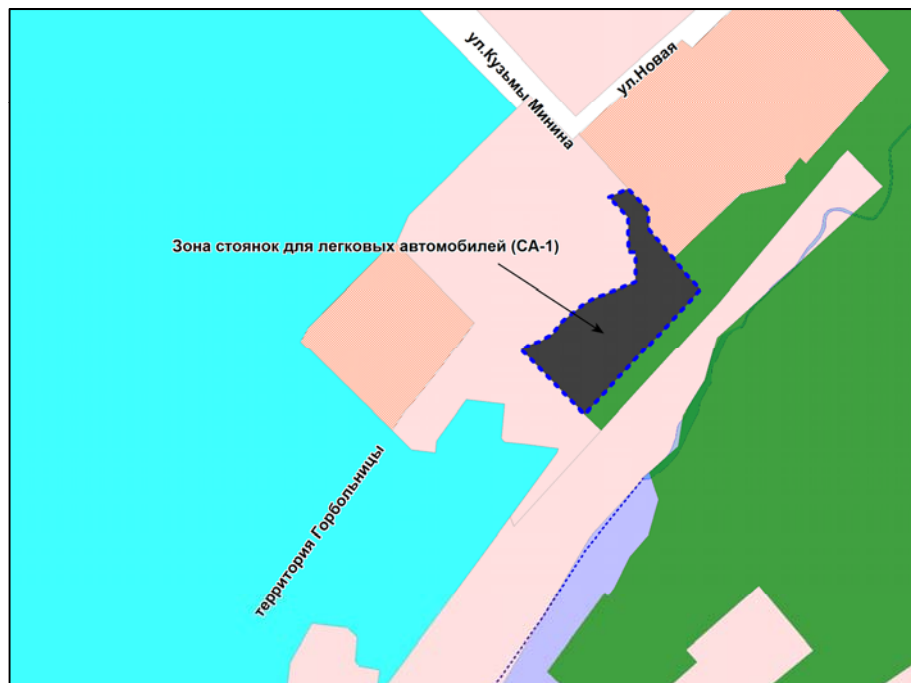 ул.Кузьмы Минина
ул.Новая
Зона стоянок для легковых автомобилей (СА-1)
территория Горбольницы